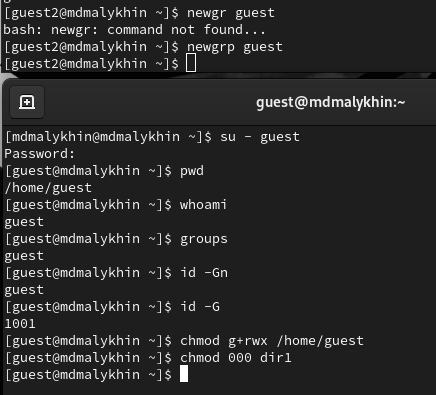 [guest2@mdmalykhin ~]$ newgr guest
bash: newgr: command not found...
[guest2@mdmalykhin ~]$ newgrp guest
[guest2@mdmalykhin ~]$
guest@mdmalykhin:~
[mdmalykhin@mdmalykhin ~]$ su - guest
Password:
[guest@mdmalykhin ~]$ pwd
/home/guest
[guest@mdmalykhin ~]$ whoami
guest
[guest@mdmalykhin ~]$ groups
guest
[guest@mdmalykhin ~]$ id -Gn
guest
[guest@mdmalykhin ~]$ id -G
1001
[guest@mdmalykhin ~]$ chmod g+rwx /home/guest
[guest@mdmalykhin ~]$ chmod 000 dir1
[guest@mdmalykhin ~]$